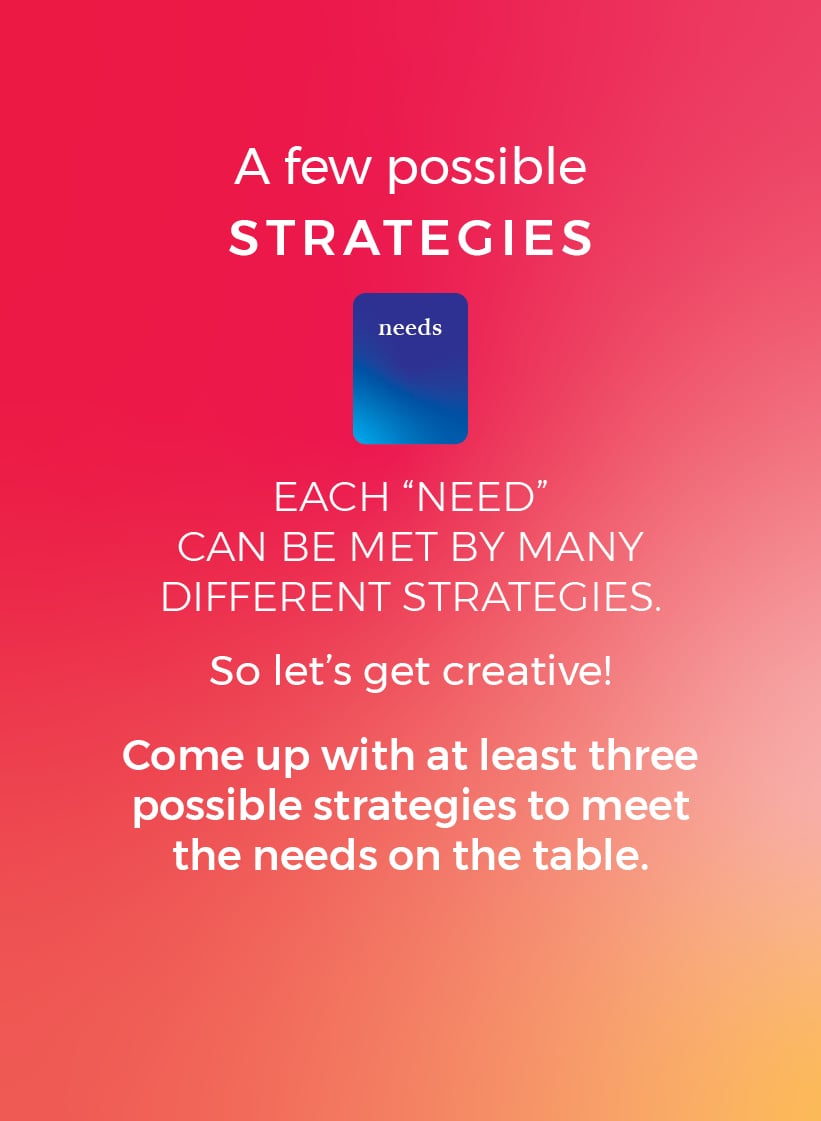 A few possible
STRATEGIES
needs
EACH “NEED”
CAN BE MET BY MANY
DIFFERENT STRATEGIES.
So let’s get creative!
Come up with at least three
possible strategies to meet
the needs on the table.